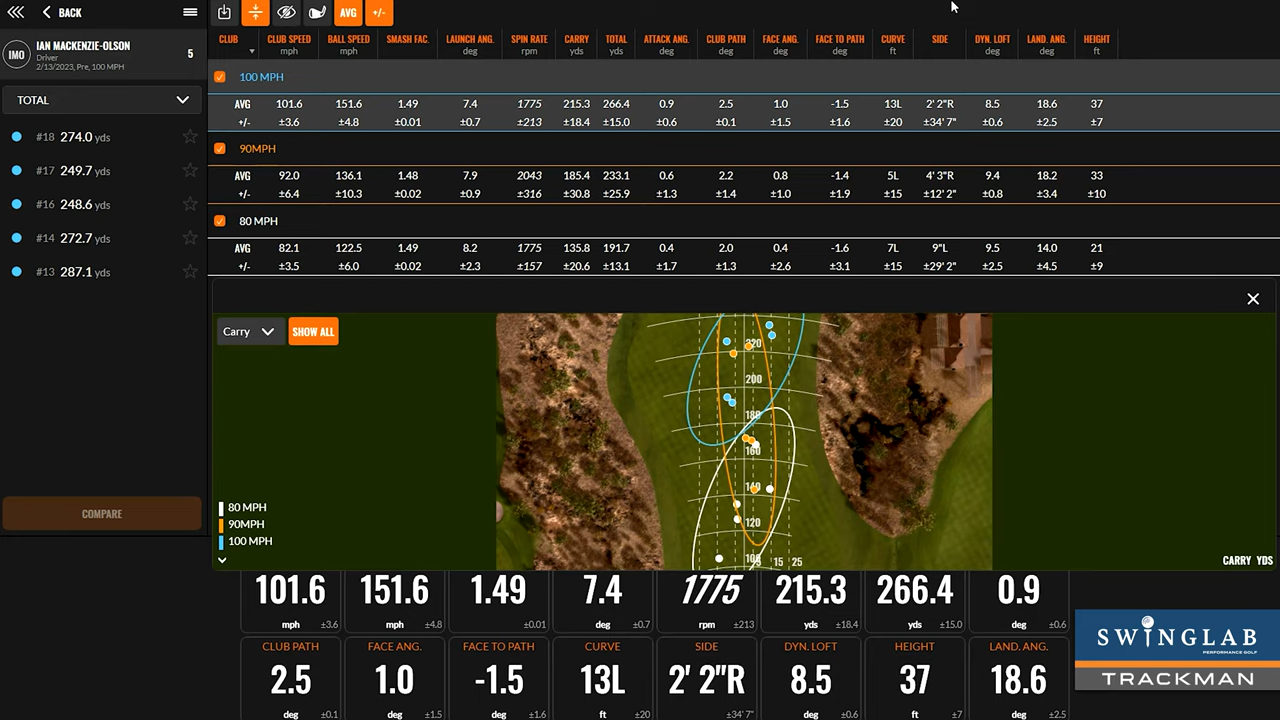 BACK
AVG +/-
IMO
IAN MACKENZIE-OLSON
Driver
2/13/2023, Pre, 100 MPH
5
TOTAL
#18 274.0 yds
#17 249.7 yds
#16 248.6 yds
#14 272.7 yds
#13 287.1 yds
COMPARE
CLUB CLUB SPEED BALL SPEED SMASH FAC. LAUNCH ANG. SPIN RATE CARRY TOTAL ATTACK ANG. CLUB PATH FACE ANG. FACE TO PATH CURVE SIDE DYN. LOFT LAND. ANG. HEIGHT
mph mph deg rpm yds yds deg deg deg deg ft deg deg ft
100 MPH
AVG 101.6 151.6 1.49 7.4 1775 215.3 266.4 0.9 2.5 1.0 -1.5 13L 2' 2"R 8.5 18.6 37
+/- ±3.6 ±4.8 ±0.01 ±0.7 ±213 ±18.4 ±15.0 ±0.6 ±0.1 ±1.5 ±1.6 ±20 ±34' 7" ±0.6 ±2.5 ±7
90MPH
AVG 92.0 136.1 1.48 7.9 2043 185.4 233.1 0.6 2.2 0.8 -1.4 5L 4' 3"R 9.4 18.2 33
+/- ±6.4 ±10.3 ±0.02 ±0.9 ±316 ±30.8 ±25.9 ±1.3 ±1.4 ±1.0 ±1.9 ±15 ±12' 2" ±0.8 ±3.4 ±10
80 MPH
AVG 82.1 122.5 1.49 8.2 1775 135.8 191.7 0.4 2.0 0.4 -1.6 7L 9"L 9.5 14.0 21
+/- ±3.5 ±6.0 ±0.02 ±2.3 ±157 ±20.6 ±13.1 ±1.7 ±1.3 ±2.6 ±3.1 ±15 ±29' 2" ±2.5 ±4.5 ±9
Carry
SHOW ALL
220
200
180
160
140
120
15 25
80 MPH
90MPH
100 MPH
CARRY YDS
101.6 151.6 1.49 7.4 1775 215.3 266.4 0.9
mph ±3.6 mph ±4.8 ±0.01 deg ±0.7 rpm ±213 yds ±18.4 yds ±15.0 deg ±0.6
CLUB PATH FACE ANG. FACE TO PATH CURVE SIDE DYN. LOFT HEIGHT LAND. ANG.
2.5 1.0 -1.5 13L 2' 2"R 8.5 37 18.6
deg ±0.1 deg ±1.5 deg ±1.6 ft ±20 ±34' 7" deg ±0.6 ft ±7 deg ±2.5
SWINGLAB
PERFORMANCE GOLF
TRACKMAN